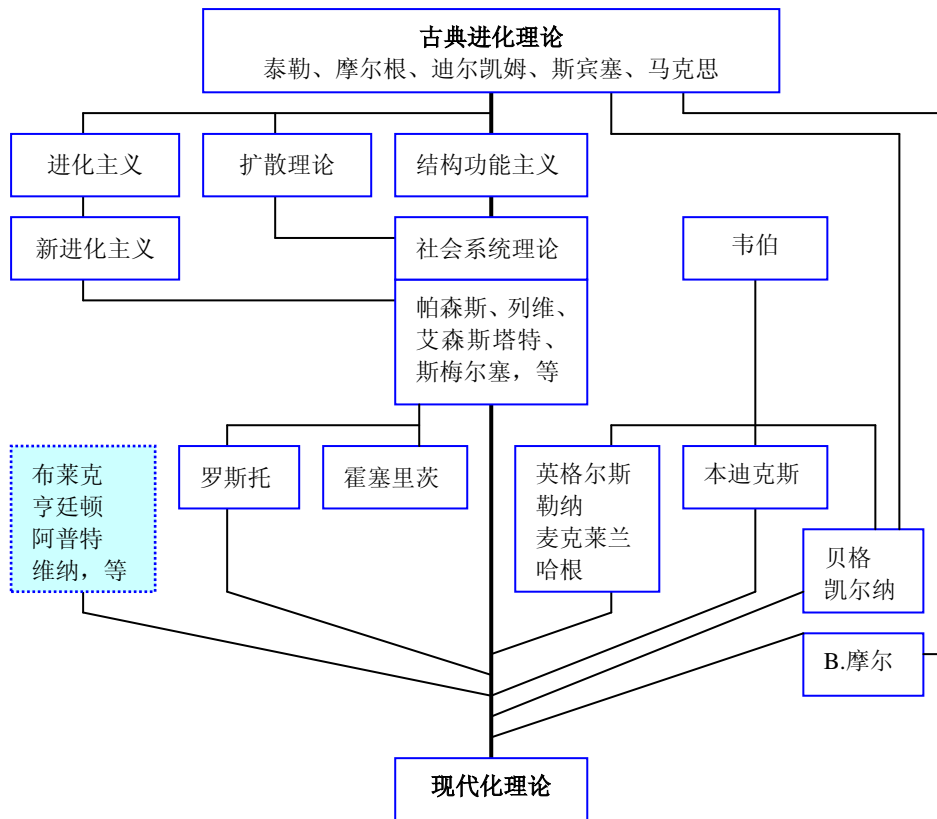 古典进化理论
泰勒、摩尔根、迪尔凯姆、斯宾塞、马克思
进化主义
扩散理论
结构功能主义
新进化主义
社会系统理论
韦伯
帕森斯、列维、
艾森斯塔特、
斯梅尔塞，等
布莱克
亨廷顿
阿普特
维纳，等
罗斯托
霍塞里茨
英格尔斯
勒纳
麦克莱兰
哈根
本迪克斯
贝格
凯尔纳
B.摩尔
现代化理论